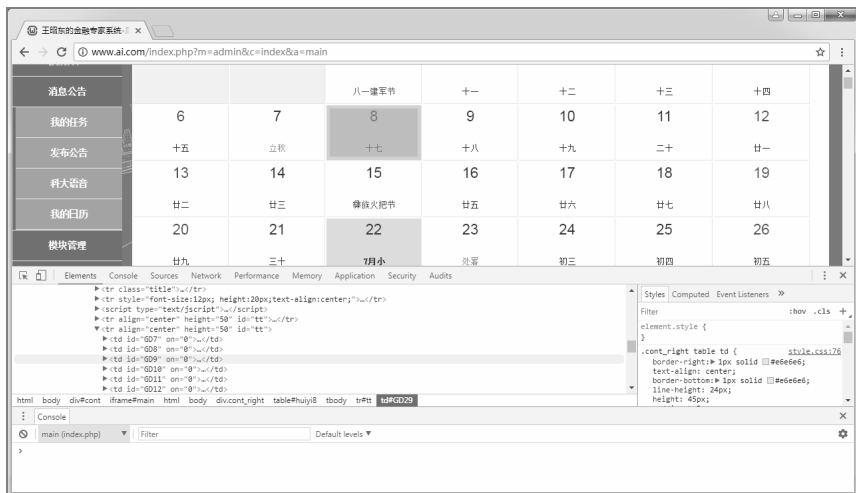 王昭东的金融专家系统-
www.ai.com/index.php?m=admin&c=index&a=main
消息公告
我的任务
发布公告
科大语音
我的日历
模块管理
八一建军节 十一 十二 十三 十四
6 7 8 9 10 11 12
十五 立秋 十七 十八 十九 二十 廿一
13 14 15 16 17 18 19
廿二 廿三 彝族火把节 廿五 廿六 廿七 廿八
20 21 22 23 24 25 26
廿九 三十 7月小 处暑 初三 初四 初五
Elements Console Sources Network Performance Memory Application Security Audits
<tr class="title">…</tr>
<tr style="font-size:12px; height:20px;text-align:center;">…</tr>
<script type="text/jscript">…</script>
<tr align="center" height="50" id="tt">…</tr>
<tr align="center" height="50" id="tt">
<td id="GD7" on="0">…</td>
<td id="GD8" on="0">…</td>
<td id="GD9" on="0">…</td>
<td id="GD10" on="0">…</td>
<td id="GD11" on="0">…</td>
<td id="GD12" on="0">…</td>
html body div#cont iframe#main html body div.cont_right table#huiyi8 tbody tr#tt td#GD29
Styles Computed Event Listeners »
Filter :hov .cls +
element.style {
}
.cont_right table td { style.css:76
border-right:▶ 1px solid #e6e6e6;
text-align: center;
border-bottom:▶ 1px solid #e6e6e6;
line-height: 24px;
height: 45px;
Console
main (index.php) ▼ Filter Default levels ▼
>